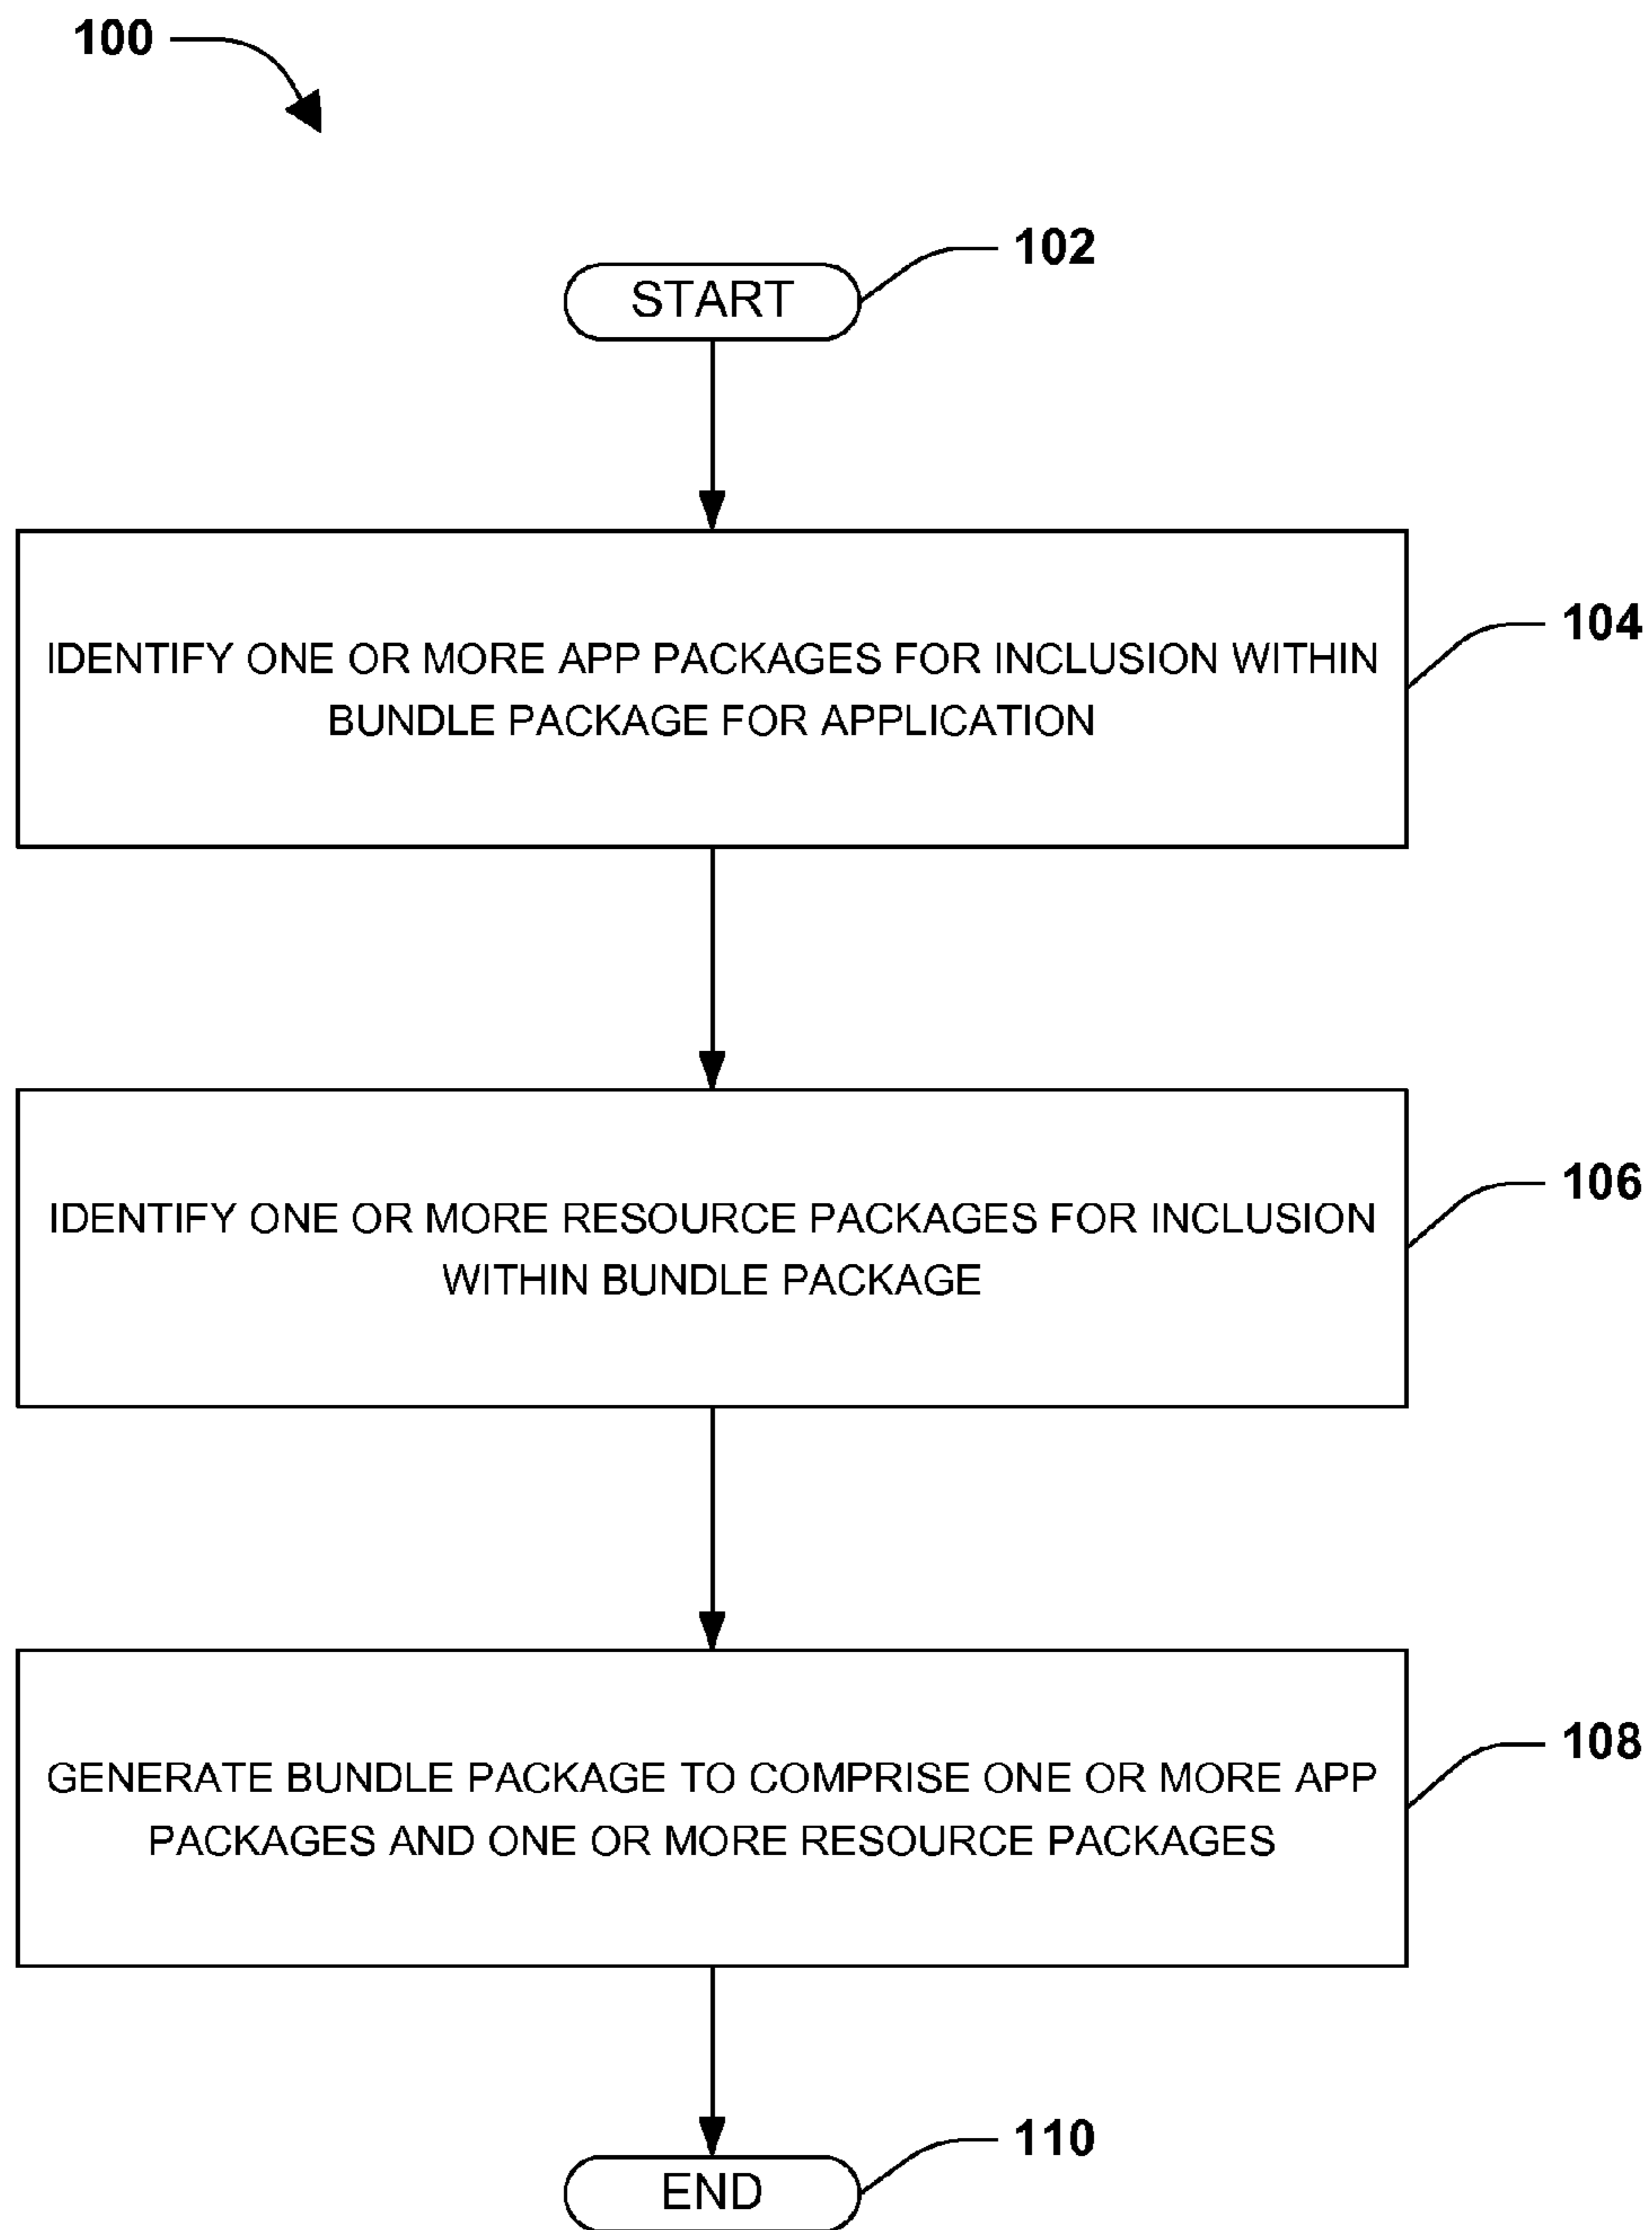 100
102
START
104
IDENTIFY ONE OR MORE APP PACKAGES FOR INCLUSION WITHIN
BUNDLE PACKAGE FOR APPLICATION
106
IDENTIFY ONE OR MORE RESOURCE PACKAGES FOR INCLUSION
WITHIN BUNDLE PACKAGE
108
GENERATE BUNDLE PACKAGE TO COMPRISE ONE OR MORE APP
PACKAGES AND ONE OR MORE RESOURCE PACKAGES
110
END